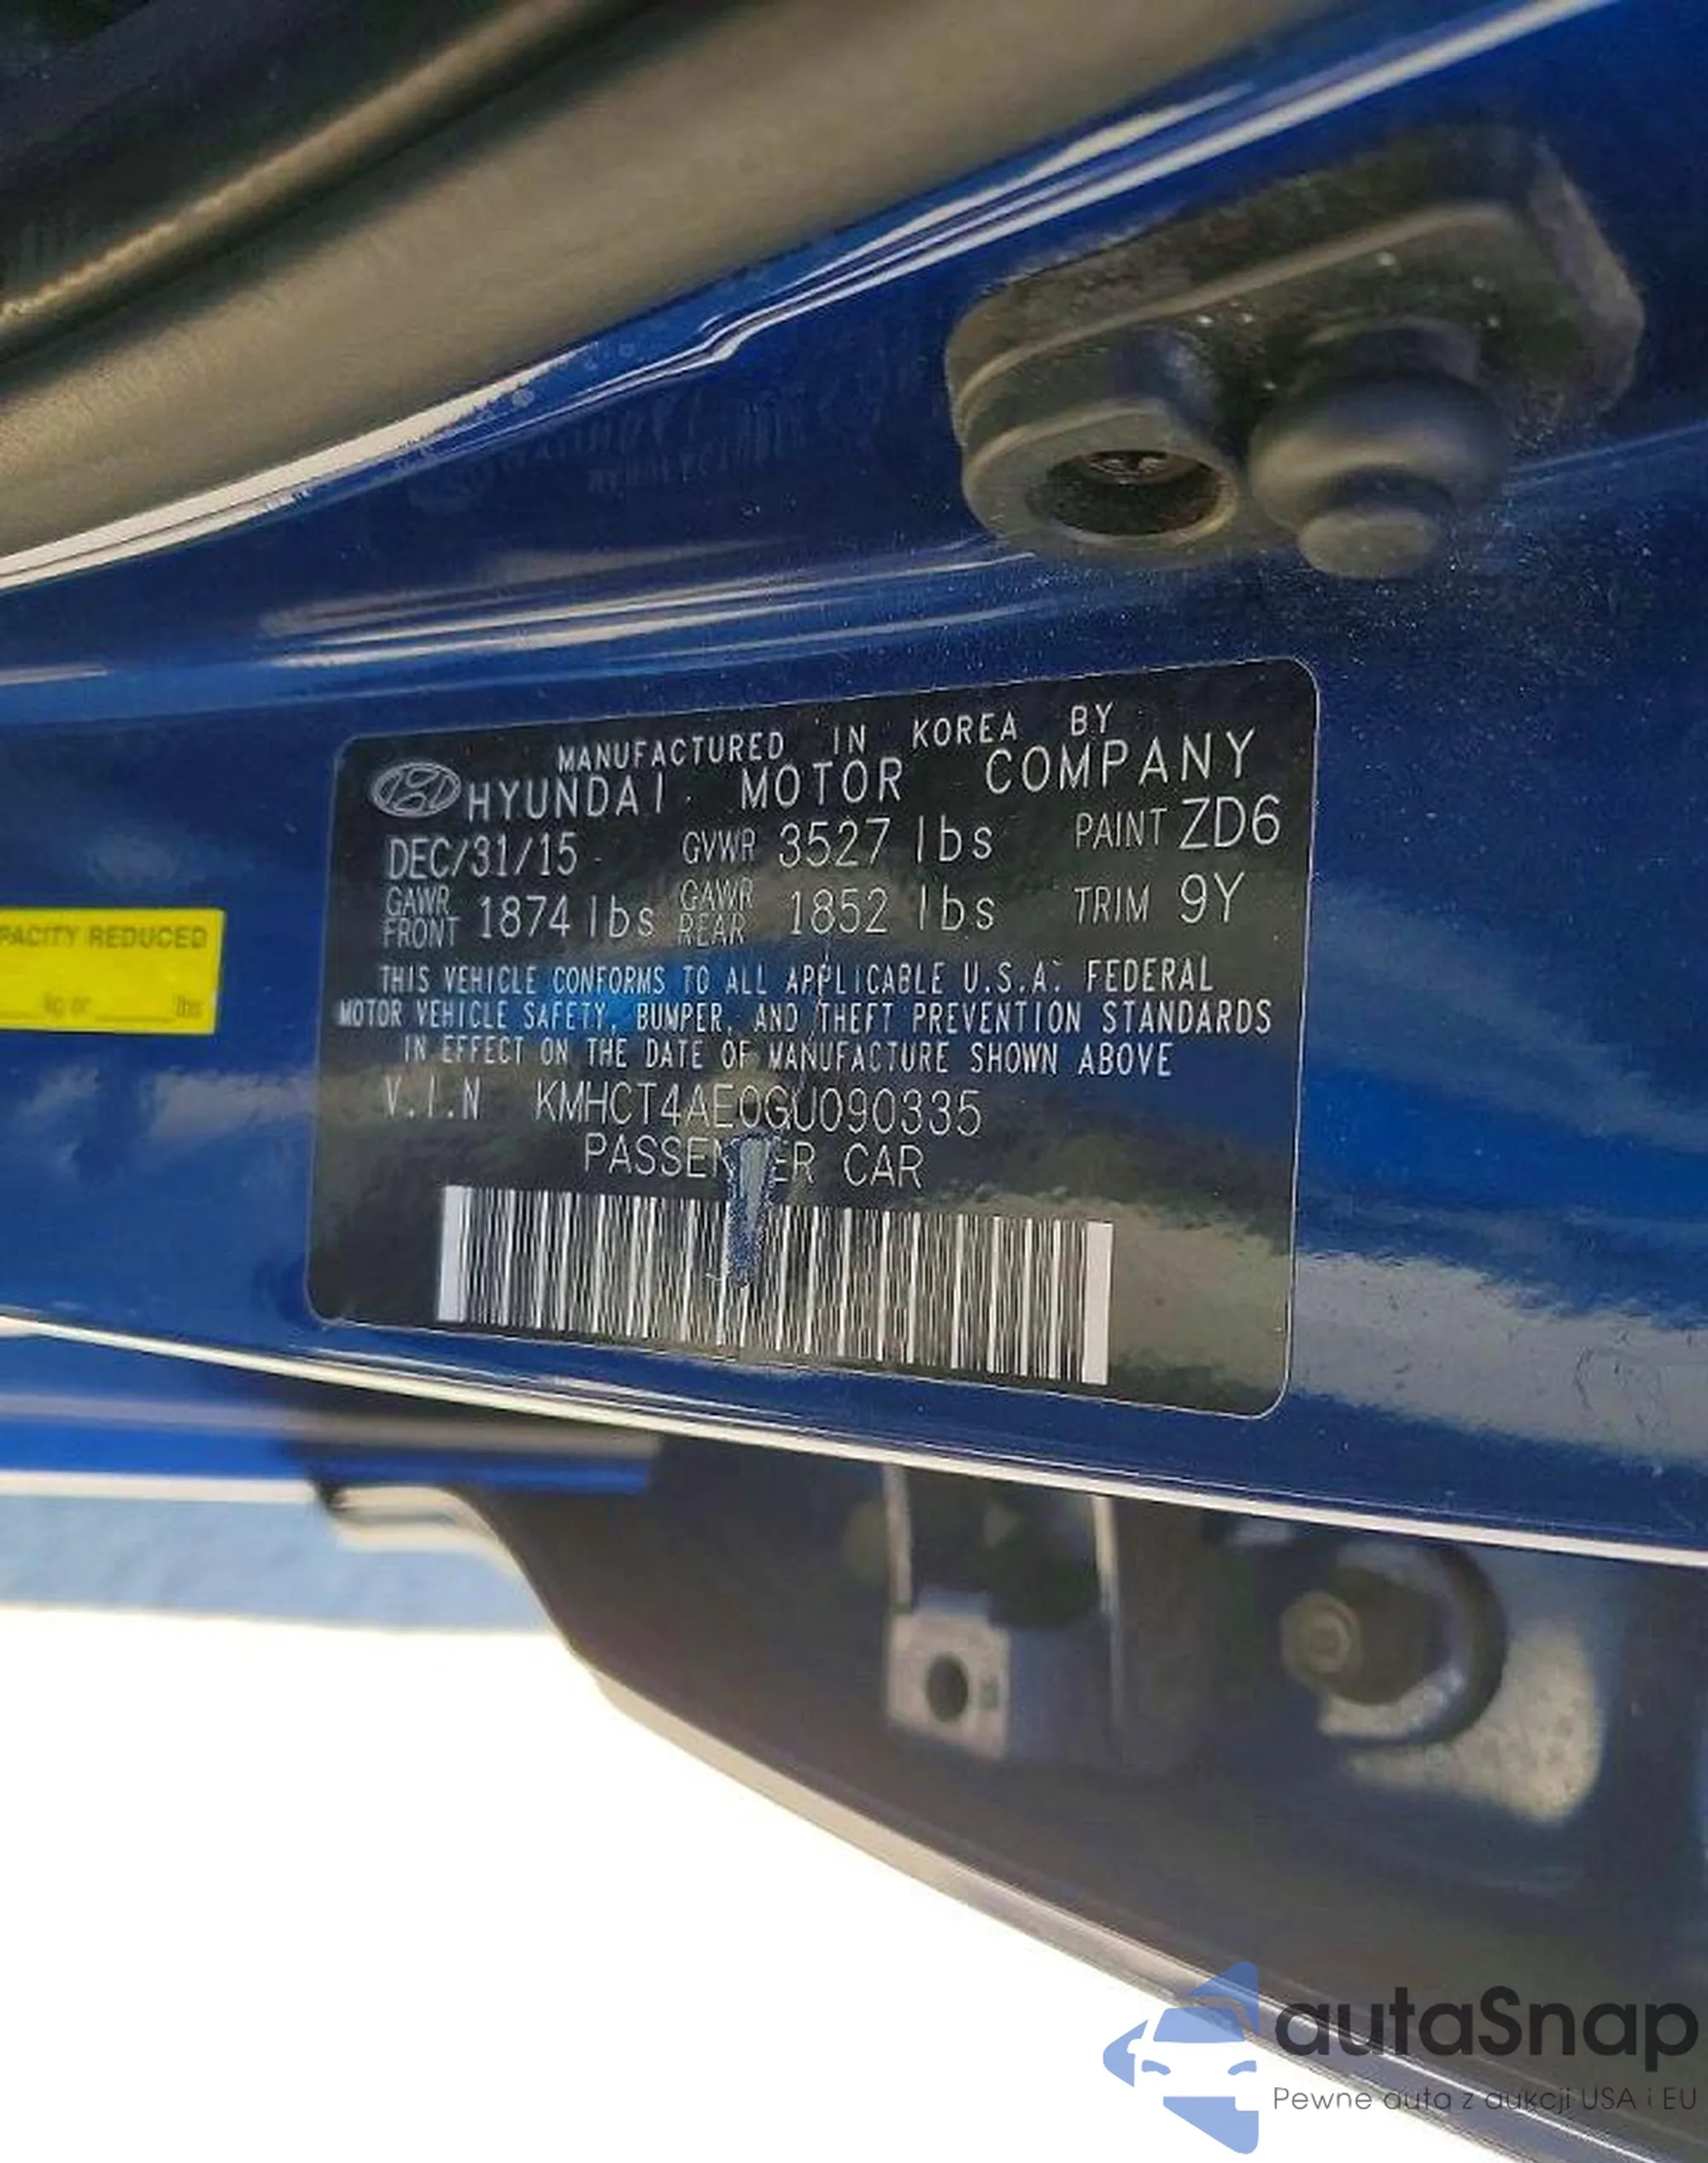 MANUFACTURED IN KOREA BY
HYUNDAI MOTOR COMPANY
DEC/31/15 GVWR 3527 lbs PAINT ZD6
GAWR FRONT 1874 lbs GAWR REAR 1852 lbs TRIM 9Y
THIS VEHICLE CONFORMS TO ALL APPLICABLE U.S.A. FEDERAL
MOTOR VEHICLE SAFETY, BUMPER, AND THEFT PREVENTION STANDARDS
IN EFFECT ON THE DATE OF MANUFACTURE SHOWN ABOVE
V.I.N KMHCT4AE0GU090335
PASSENGER CAR
PACITY REDUCED
kg or lbs
autaSnap
Pewne auta z aukcji USA i EU